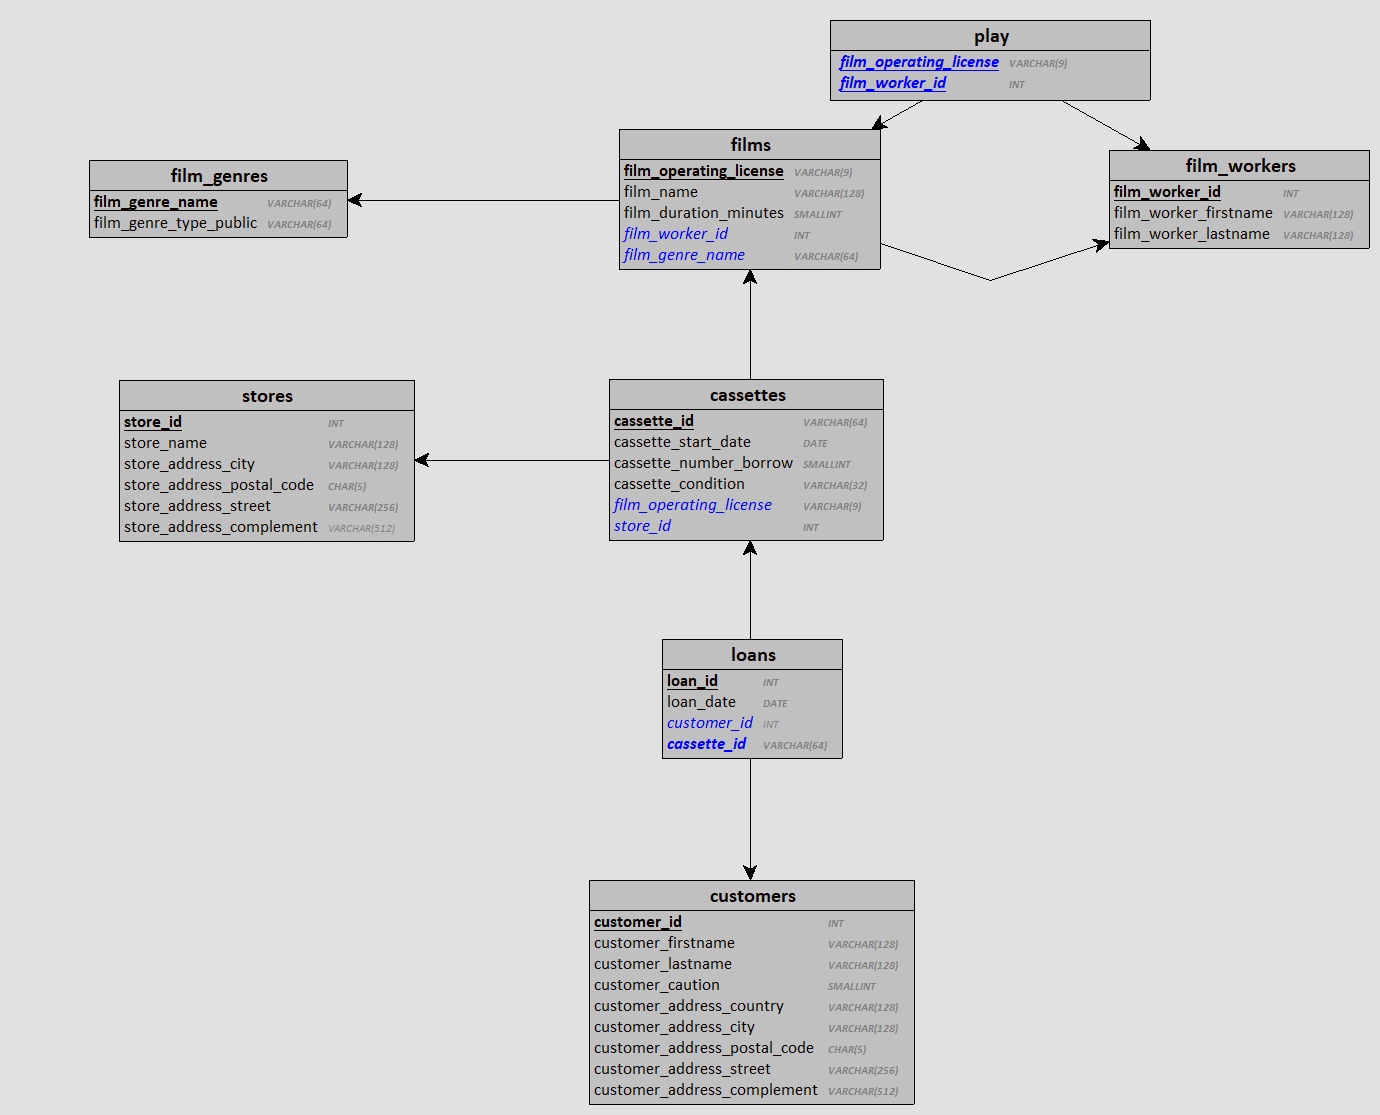 play
film_operating_license VARCHAR(9)
film_worker_id INT
films
film_operating_license VARCHAR(9)
film_name VARCHAR(128)
film_duration_minutes SMALLINT
film_worker_id INT
film_genre_name VARCHAR(64)
film_workers
film_worker_id INT
film_worker_firstname VARCHAR(128)
film_worker_lastname VARCHAR(128)
film_genres
film_genre_name VARCHAR(64)
film_genre_type_public VARCHAR(64)
stores
store_id INT
store_name VARCHAR(128)
store_address_city VARCHAR(128)
store_address_postal_code CHAR(5)
store_address_street VARCHAR(256)
store_address_complement VARCHAR(512)
cassettes
cassette_id VARCHAR(64)
cassette_start_date DATE
cassette_number_borrow SMALLINT
cassette_condition VARCHAR(32)
film_operating_license VARCHAR(9)
store_id INT
loans
loan_id INT
loan_date DATE
customer_id INT
cassette_id VARCHAR(64)
customers
customer_id INT
customer_firstname VARCHAR(128)
customer_lastname VARCHAR(128)
customer_caution SMALLINT
customer_address_country VARCHAR(128)
customer_address_city VARCHAR(128)
customer_address_postal_code CHAR(5)
customer_address_street VARCHAR(256)
customer_address_complement VARCHAR(512)